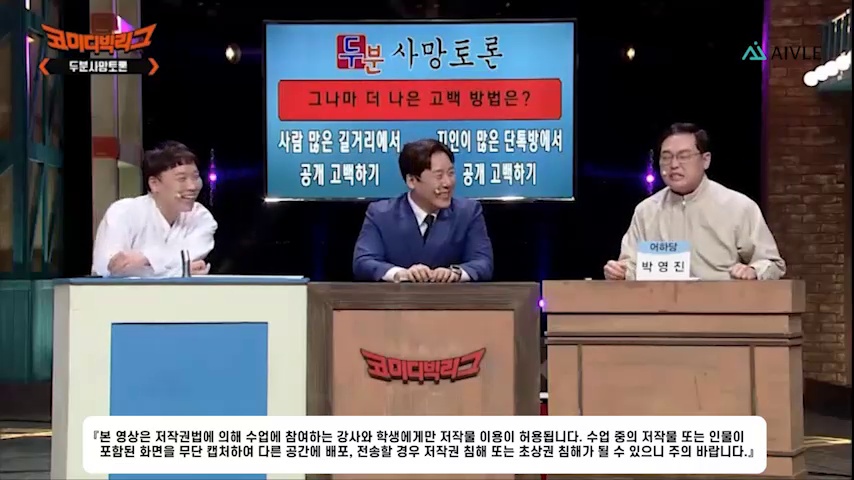 코미디빅리그
두분사망토론
AIVLE
두분 사망토론
그나마 더 나은 고백 방법은?
사람 많은 길거리에서
공개 고백하기
지인이 많은 단톡방에서
공개 고백하기
어하당
박영진
코미디빅리그
『본 영상은 저작권법에 의해 수업에 참여하는 강사와 학생에게만 저작물 이용이 허용됩니다. 수업 중의 저작물 또는 인물이
포함된 화면을 무단 캡처하여 다른 공간에 배포, 전송할 경우 저작권 침해 또는 초상권 침해가 될 수 있으니 주의 바랍니다.』